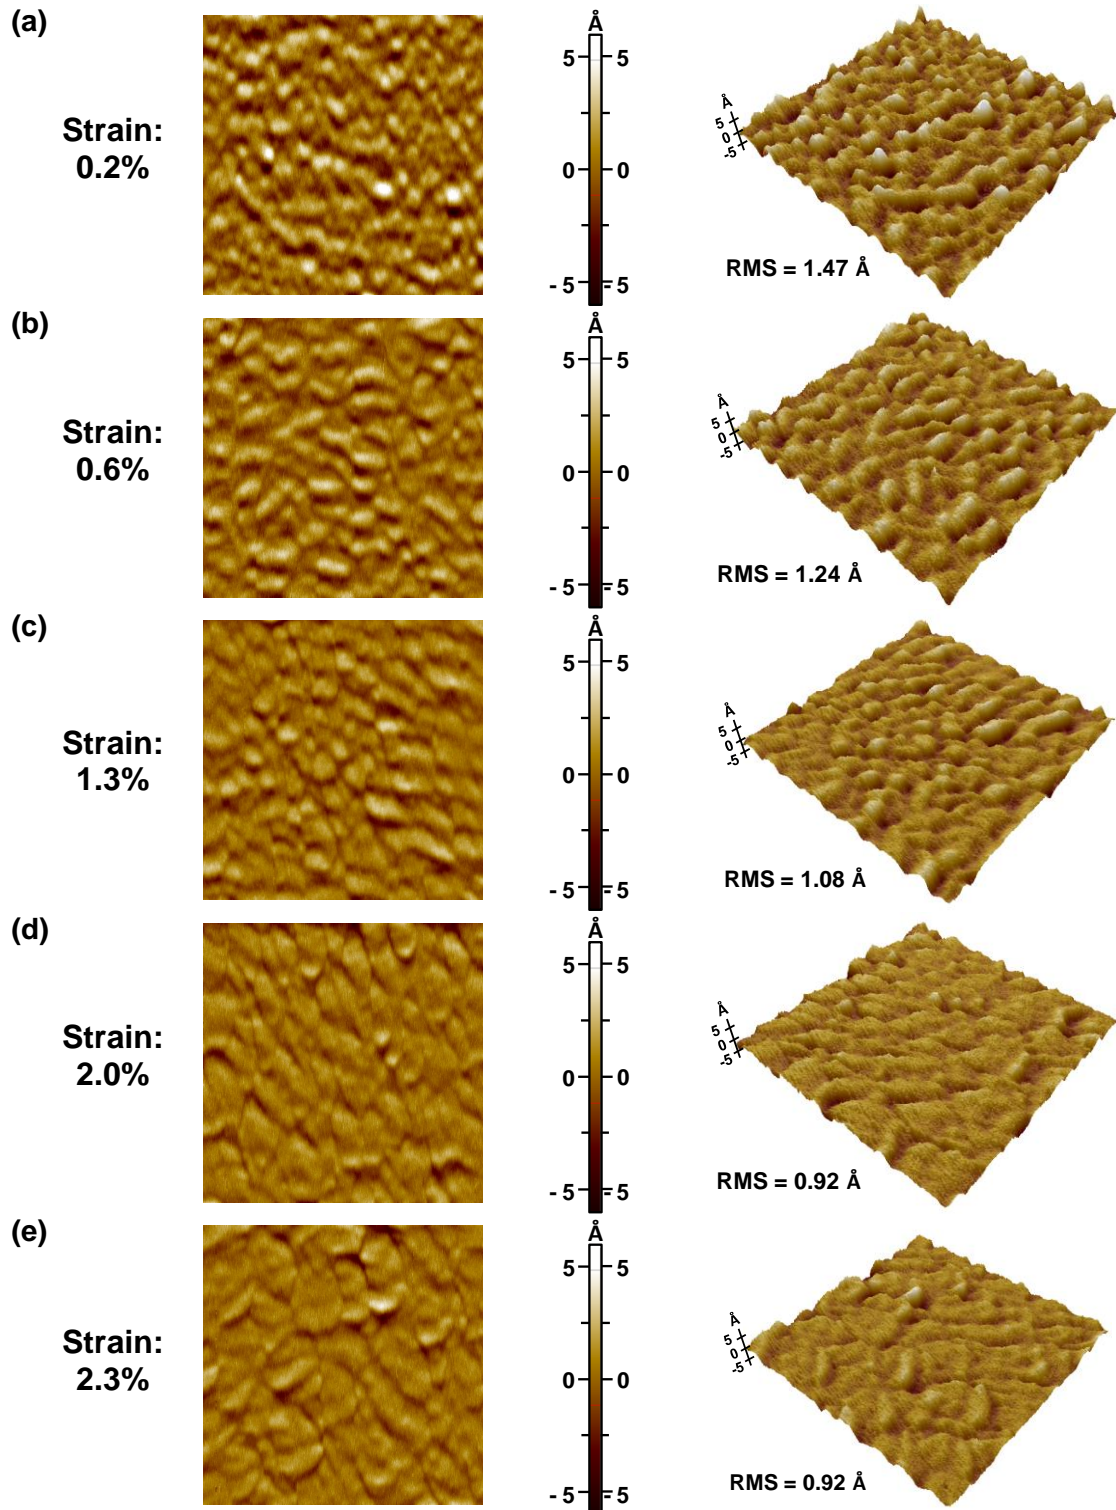 (a)
Strain:
0.2%
Å
5 5
0 0
- 5 - 5
Å
5
0
-5
RMS = 1.47 Å
(b)
Strain:
0.6%
Å
5 5
0 0
- 5 - 5
Å
5
0
-5
RMS = 1.24 Å
(c)
Strain:
1.3%
Å
5 5
0 0
- 5 - 5
Å
5
0
-5
RMS = 1.08 Å
(d)
Strain:
2.0%
Å
5 5
0 0
- 5 - 5
Å
5
0
-5
RMS = 0.92 Å
(e)
Strain:
2.3%
Å
5 5
0 0
- 5 - 5
Å
5
0
-5
RMS = 0.92 Å